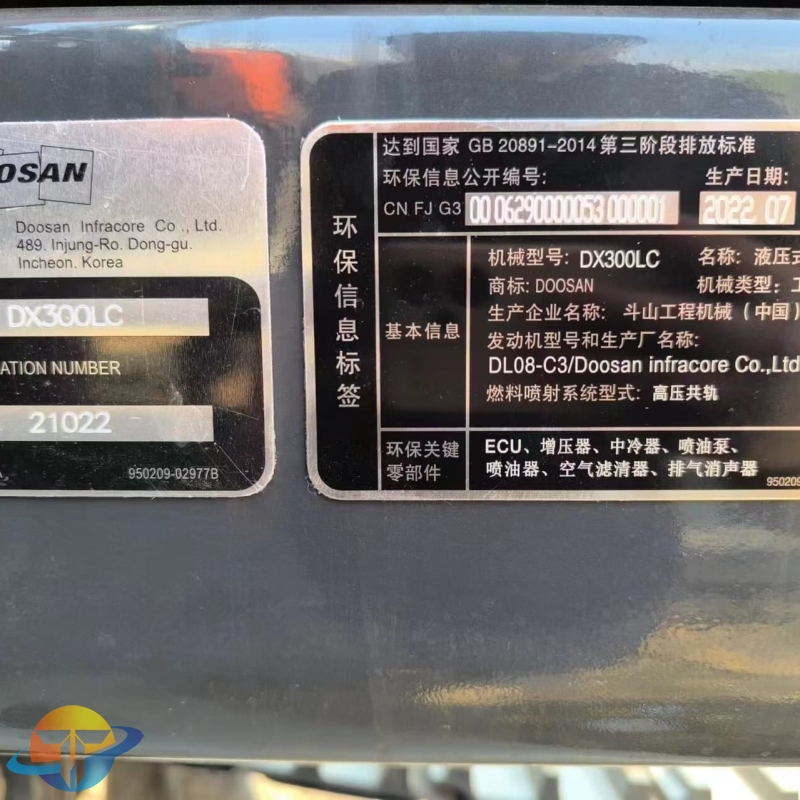 OOSAN
Doosan Infracore Co., Ltd.
489. Injung-Ro. Dong-gu.
Incheon. Korea
DX300LC
ATION NUMBER
21022
950209-02977B
环保信息标签
达到国家 GB 20891-2014 第三阶段排放标准
环保信息公开编号: 生产日期:
CN FJ G3 00 06290000053 000001 2022.07
基本信息
机械型号: DX300LC 名称: 液压式
商标: DOOSAN 机械类型: 工
生产企业名称: 斗山工程机械（中国）
发动机型号和生产厂名称:
DL08-C3/Doosan infracore Co.,Ltd
燃料喷射系统型式: 高压共轨
环保关键
零部件
ECU、增压器、中冷器、喷油泵、
喷油器、空气滤清器、排气消声器
950209